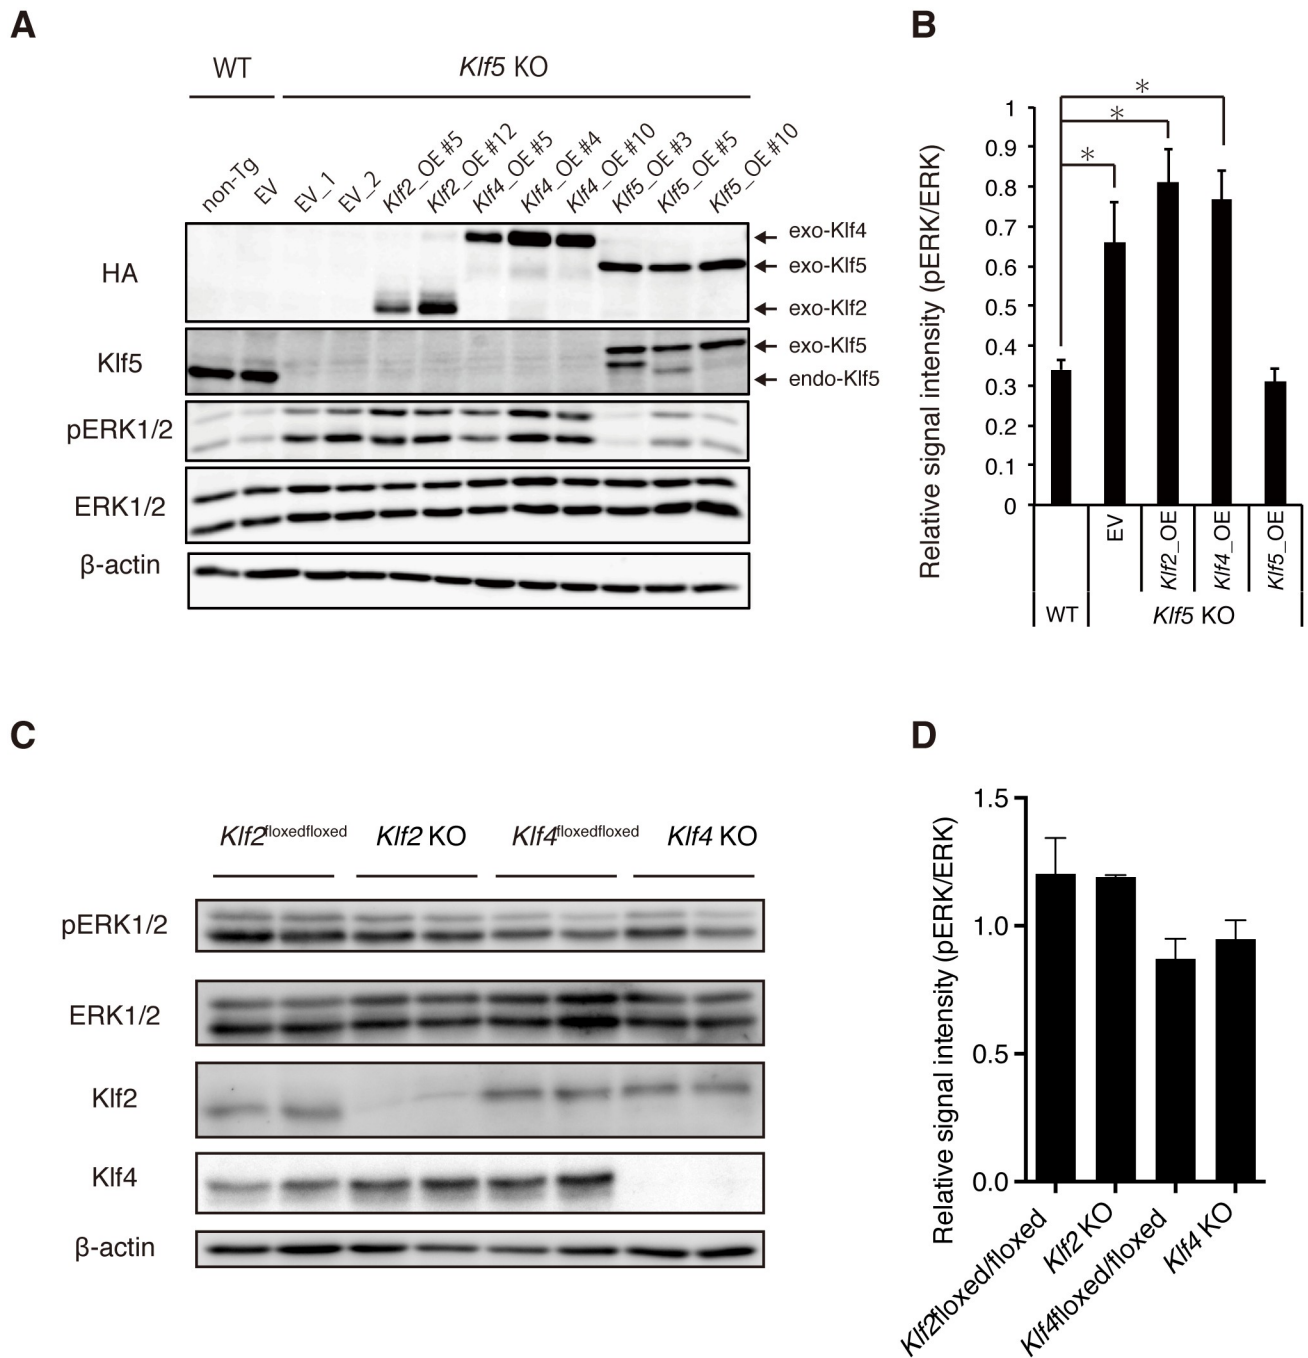 A
WT
Klf5 KO
non-Tg
EV
EV_1
EV_2
Klf2_OE #5
Klf2_OE #12
Klf4_OE #5
Klf4_OE #4
Klf4_OE #10
Klf5_OE #3
Klf5_OE #5
Klf5_OE #10
HA
exo-Klf4
exo-Klf5
exo-Klf2
Klf5
exo-Klf5
endo-Klf5
pERK1/2
ERK1/2
β-actin
B
Relative signal intensity (pERK/ERK)
1
0.9
0.8
0.7
0.6
0.5
0.4
0.3
0.2
0.1
0
*
*
*
EV
Klf2_OE
Klf4_OE
Klf5_OE
WT
Klf5 KO
C
Klf2floxedfloxed
Klf2 KO
Klf4floxedfloxed
Klf4 KO
pERK1/2
ERK1/2
Klf2
Klf4
β-actin
D
Relative signal intensity (pERK/ERK)
1.5
1.0
0.5
0.0
Klf2floxed/floxed
Klf2 KO
Klf4floxed/floxed
Klf4 KO